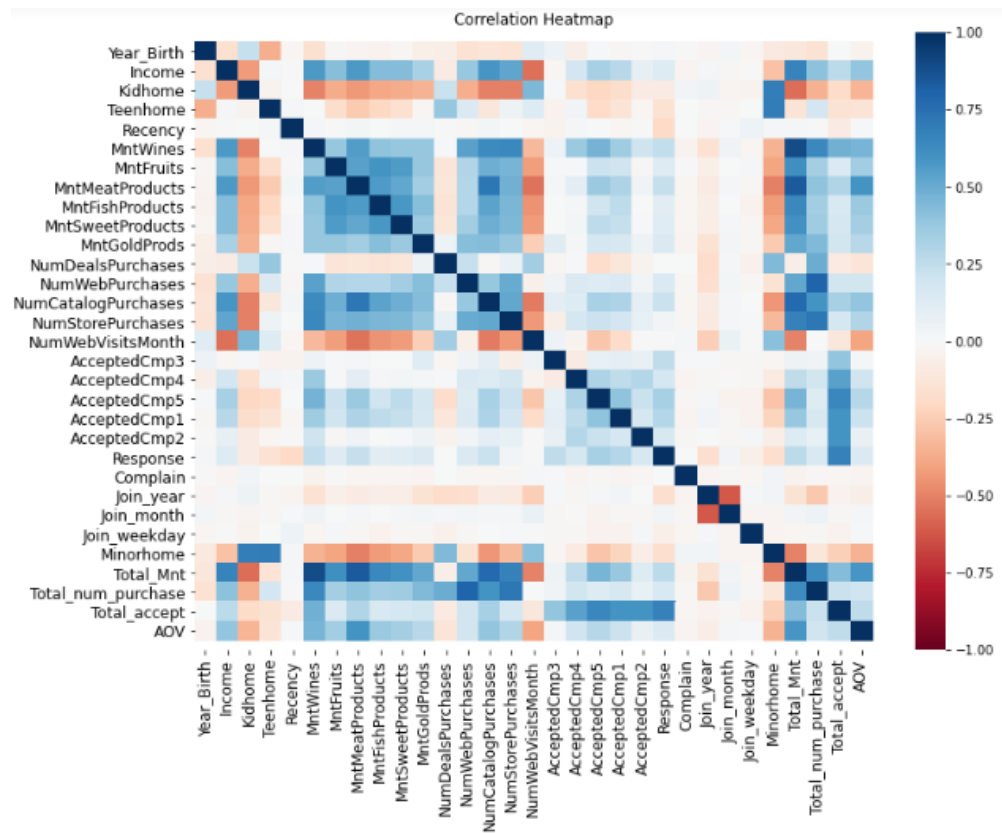 Correlation Heatmap
Year_Birth
Income
Kidhome
Teenhome
Recency
MntWines
MntFruits
MntMeatProducts
MntFishProducts
MntSweetProducts
MntGoldProds
NumDealsPurchases
NumWebPurchases
NumCatalogPurchases
NumStorePurchases
NumWebVisitsMonth
AcceptedCmp3
AcceptedCmp4
AcceptedCmp5
AcceptedCmp1
AcceptedCmp2
Response
Complain
Join_year
Join_month
Join_weekday
Minorhome
Total_Mnt
Total_num_purchase
Total_accept
AOV
Year_Birth
Income
Kidhome
Teenhome
Recency
MntWines
MntFruits
MntMeatProducts
MntFishProducts
MntSweetProducts
MntGoldProds
NumDealsPurchases
NumWebPurchases
NumCatalogPurchases
NumStorePurchases
NumWebVisitsMonth
AcceptedCmp3
AcceptedCmp4
AcceptedCmp5
AcceptedCmp1
AcceptedCmp2
Response
Complain
Join_year
Join_month
Join_weekday
Minorhome
Total_Mnt
Total_num_purchase
Total_accept
AOV
1.00
0.75
0.50
0.25
0.00
−0.25
−0.50
−0.75
−1.00